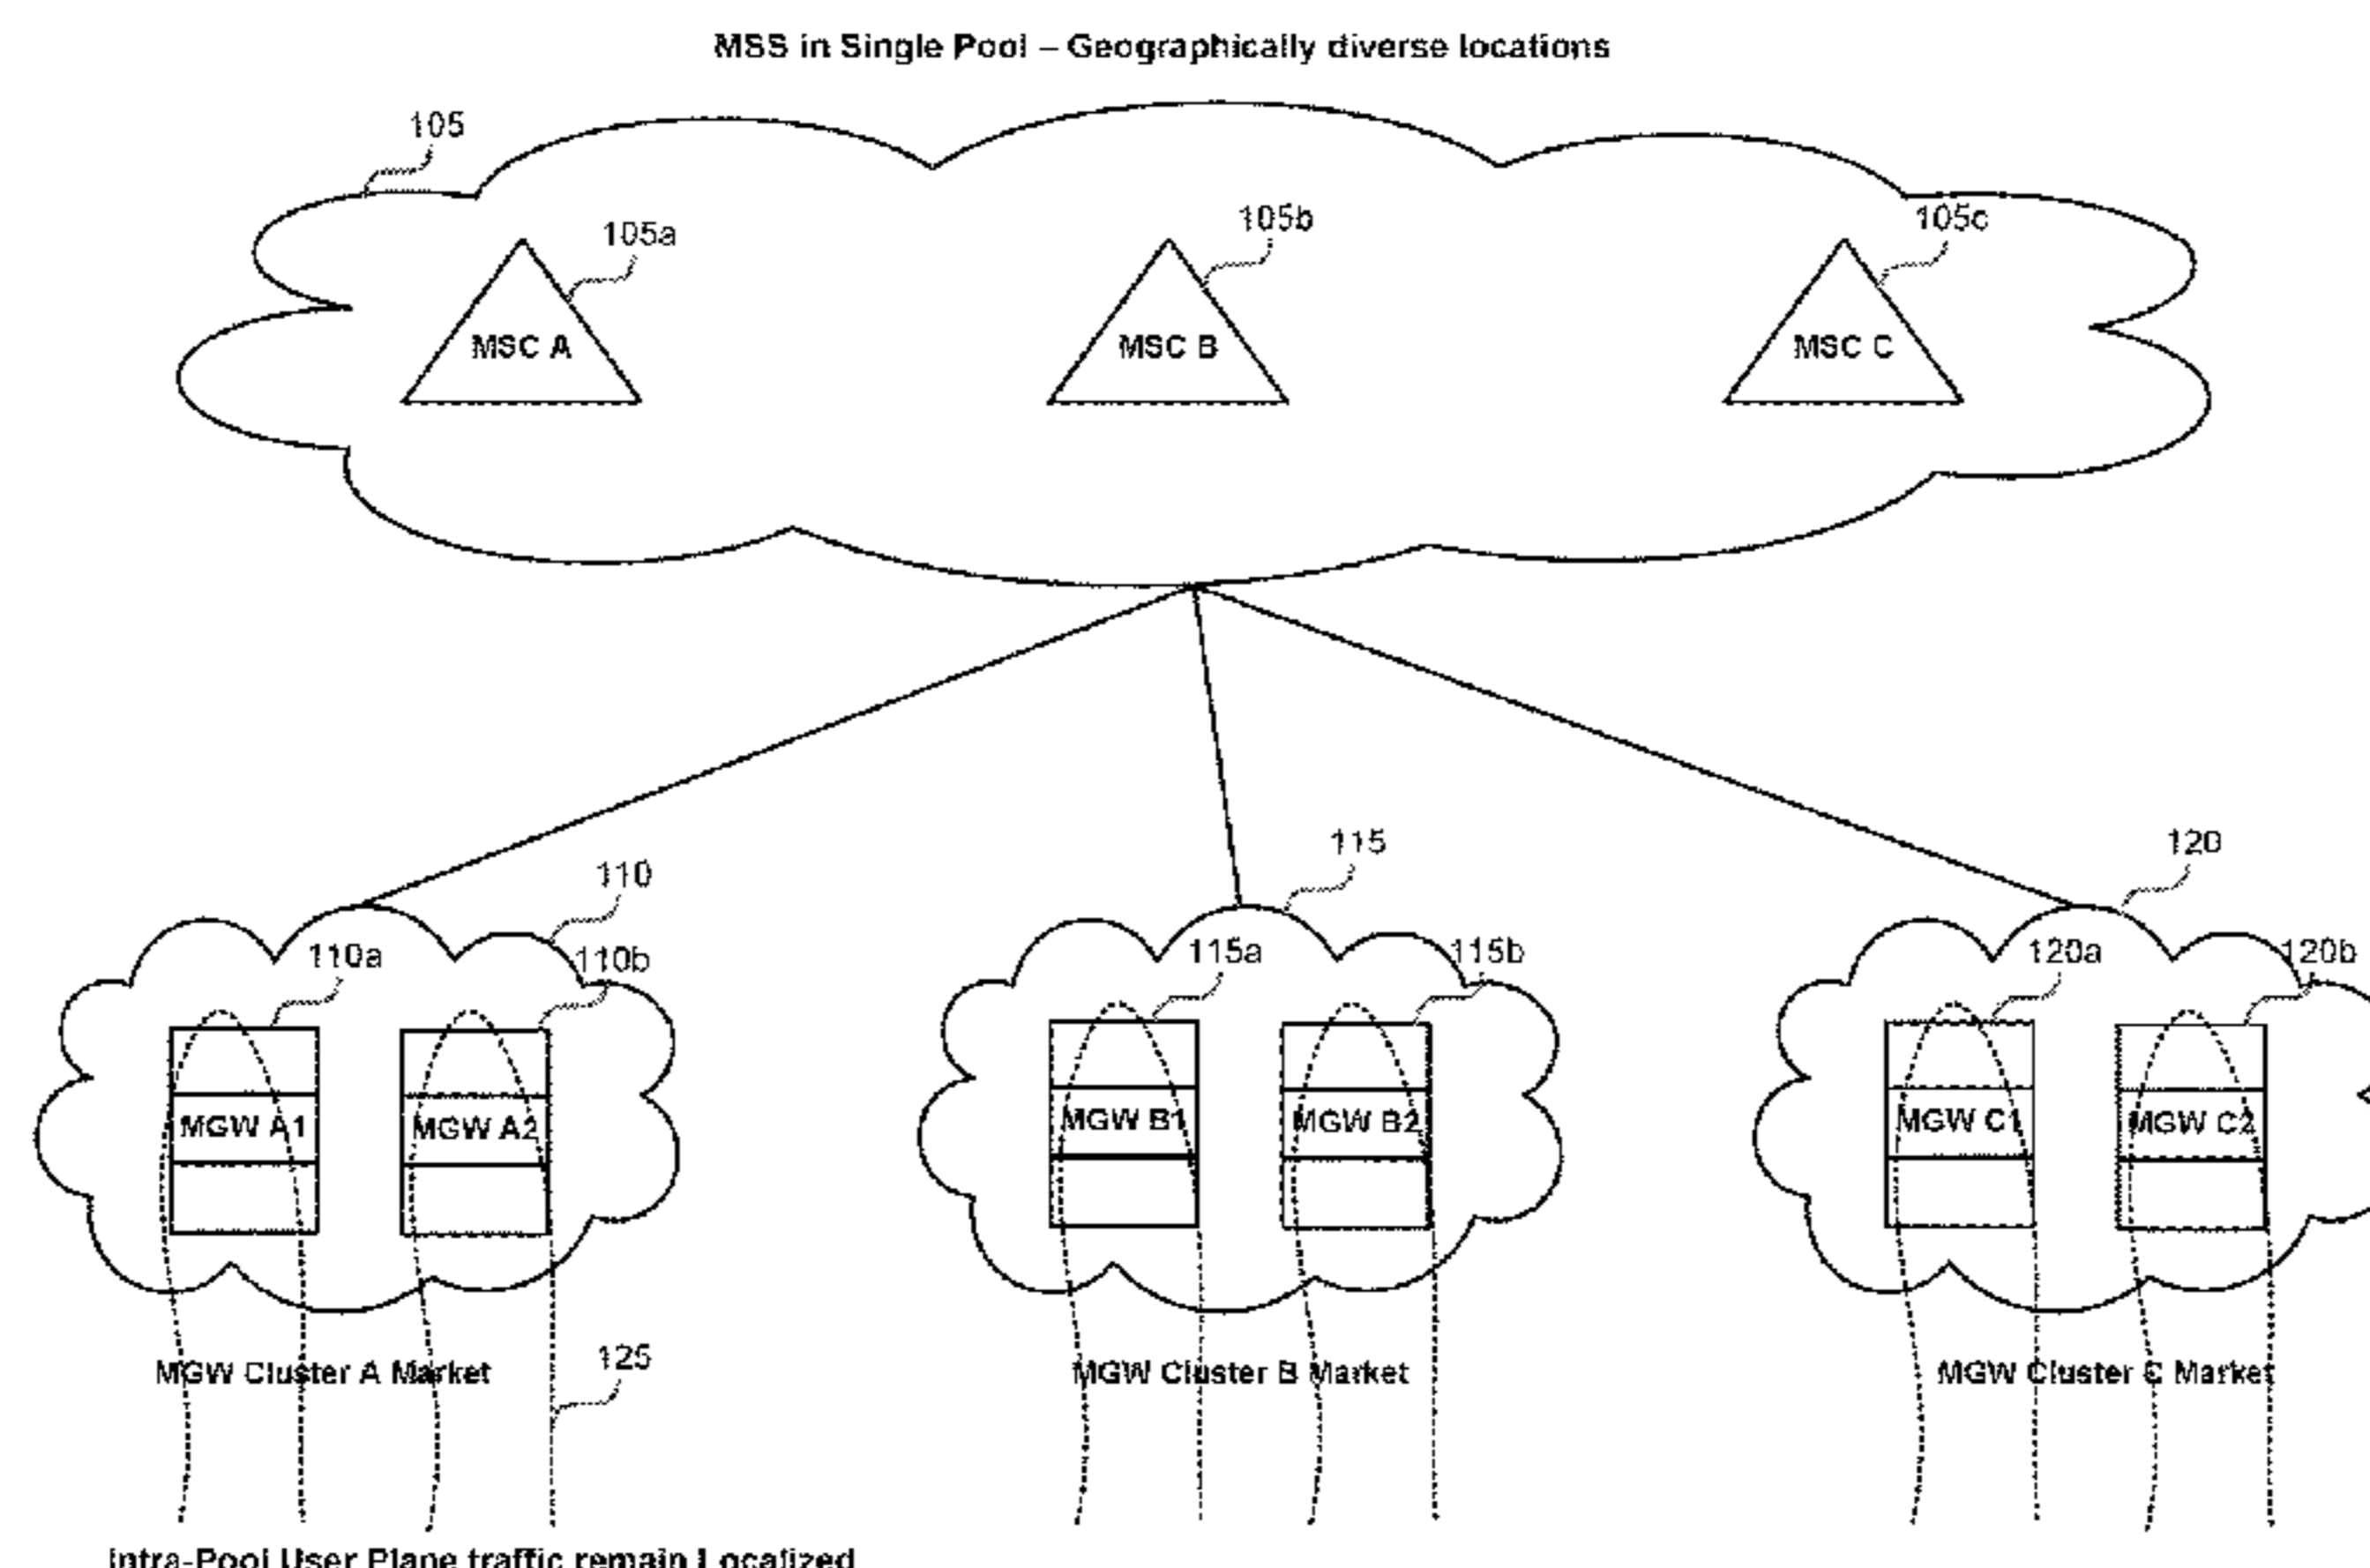 MSS in Single Pool – Geographically diverse locations
105
105a
105b
105c
MSC A
MSC B
MSC C
110
115
120
110a
110b
115a
115b
120a
120b
MGW A1
MGW A2
MGW B1
MGW B2
MGW C1
MGW C2
125
MGW Cluster A Market
MGW Cluster B Market
MGW Cluster C Market
Intra-Pool User Plane traffic remain Localized